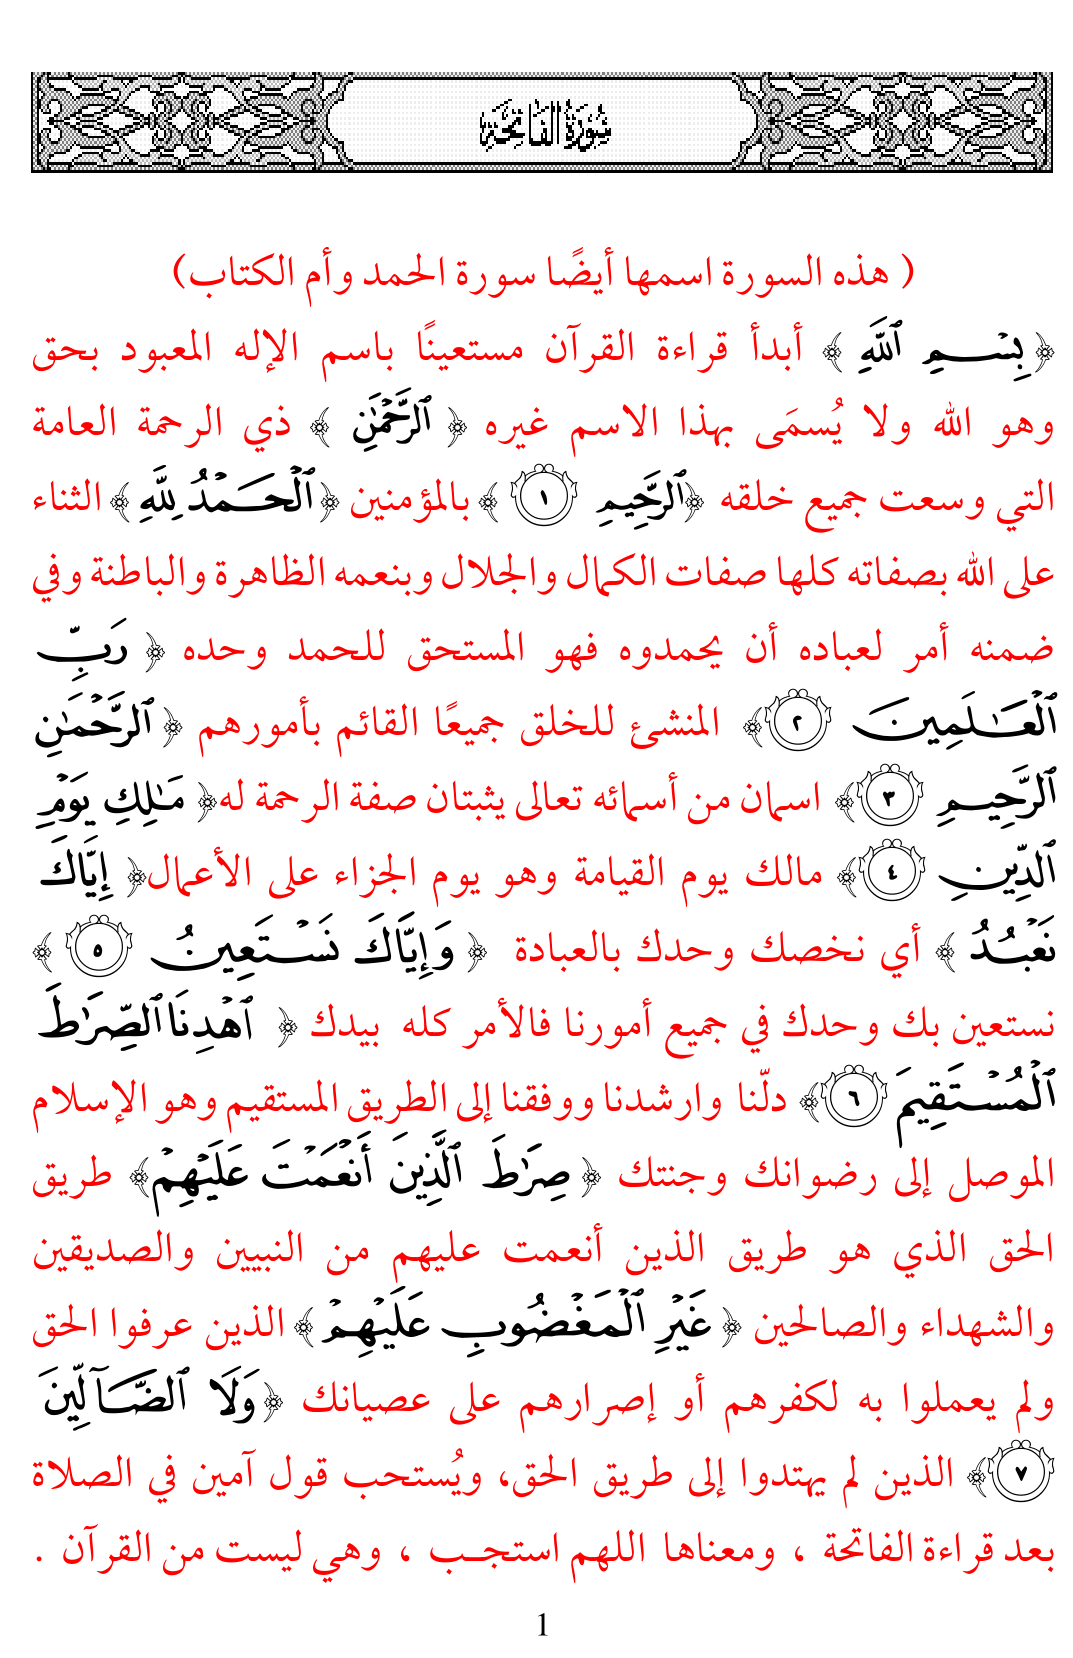 سُورَةُ الفَاتِحَةِ
( هذه السورة اسمها أيضًا سورة الحمد وأم الكتاب)
﴿ بِسْمِ ٱللَّهِ ﴾ أبدأ قراءة القرآن مستعينًا باسم الإله المعبود بحق
وهو الله ولا يُسمَى بهذا الاسم غيره ﴿ ٱلرَّحْمَٰنِ ﴾ ذي الرحمة العامة
التي وسعت جميع خلقه ﴿ٱلرَّحِيمِ ١ ﴾ بالمؤمنين ﴿ٱلْحَمْدُ لِلَّهِ﴾ الثناء
على الله بصفاته كلها صفات الكمال والجلال وبنعمه الظاهرة والباطنة وفي
ضمنه أمر لعباده أن يحمدوه فهو المستحق للحمد وحده ﴿ رَبِّ
ٱلْعَٰلَمِينَ ٢﴾ المنشئ للخلق جميعًا القائم بأمورهم ﴿ ٱلرَّحْمَٰنِ
ٱلرَّحِيمِ ٣﴾ اسمان من أسمائه تعالى يثبتان صفة الرحمة له﴿ مَٰلِكِ يَوْمِ
ٱلدِّينِ ٤﴾ مالك يوم القيامة وهو يوم الجزاء على الأعمال﴿ إِيَّاكَ
نَعْبُدُ ﴾ أي نخصك وحدك بالعبادة ﴿ وَإِيَّاكَ نَسْتَعِينُ ٥ ﴾
نستعين بك وحدك في جميع أمورنا فالأمر كله بيدك ﴿ ٱهْدِنَا ٱلصِّرَٰطَ
ٱلْمُسْتَقِيمَ ٦﴾ دلّنا وارشدنا ووفقنا إلى الطريق المستقيم وهو الإسلام
الموصل إلى رضوانك وجنتك ﴿ صِرَٰطَ ٱلَّذِينَ أَنْعَمْتَ عَلَيْهِمْ﴾ طريق
الحق الذي هو طريق الذين أنعمت عليهم من النبيين والصديقين
والشهداء والصالحين ﴿غَيْرِ ٱلْمَغْضُوبِ عَلَيْهِمْ﴾ الذين عرفوا الحق
ولم يعملوا به لكفرهم أو إصرارهم على عصيانك ﴿وَلَا ٱلضَّآلِّينَ
٧﴾ الذين لم يهتدوا إلى طريق الحق، ويُستحب قول آمين في الصلاة
بعد قراءة الفاتحة ، ومعناها اللهم استجب ، وهي ليست من القرآن .
1